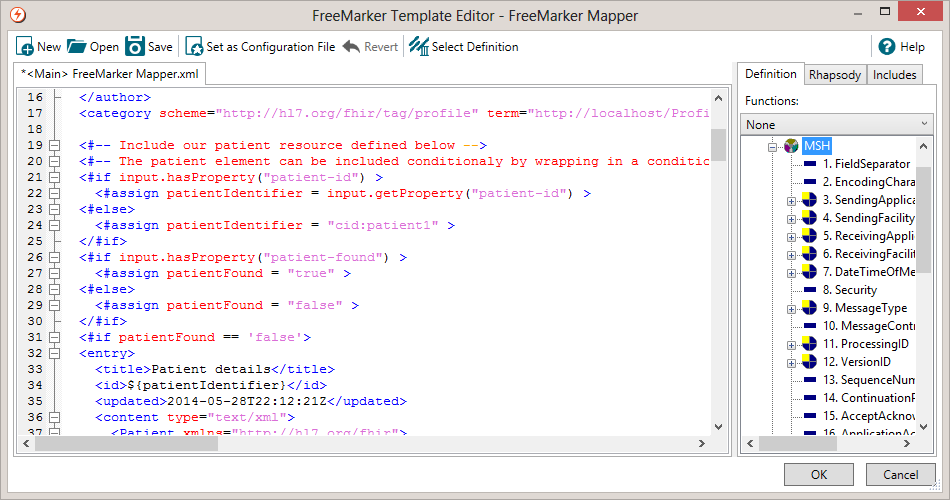 FreeMarker Template Editor - FreeMarker Mapper
New Open Save Set as Configuration File Revert Select Definition Help
*<Main> FreeMarker Mapper.xml
16 </author>
17 <category scheme="http://hl7.org/fhir/tag/profile" term="http://localhost/Profi
18
19 <#-- Include our patient resource defined below -->
20 <#-- The patient element can be included conditionaly by wrapping in a conditio
21 <#if input.hasProperty("patient-id") >
22 <#assign patientIdentifier = input.getProperty("patient-id") >
23 <#else>
24 <#assign patientIdentifier = "cid:patient1" >
25 </#if>
26 <#if input.hasProperty("patient-found") >
27 <#assign patientFound = "true" >
28 <#else>
29 <#assign patientFound = "false" >
30 </#if>
31 <#if patientFound == 'false'>
32 <entry>
33 <title>Patient details</title>
34 <id>${patientIdentifier}</id>
35 <updated>2014-05-28T22:12:21Z</updated>
36 <content type="text/xml">
37 <Patient xmlns="http://hl7.org/fhir">
Definition Rhapsody Includes
Functions:
None
MSH
1. FieldSeparator
2. EncodingChara
3. SendingApplica
4. SendingFacility
5. ReceivingAppli
6. ReceivingFacilit
7. DateTimeOfMe
8. Security
9. MessageType
10. MessageContr
11. ProcessingID
12. VersionID
13. SequenceNum
14. ContinuationP
15. AcceptAcknow
16. ApplicationAc
OK Cancel